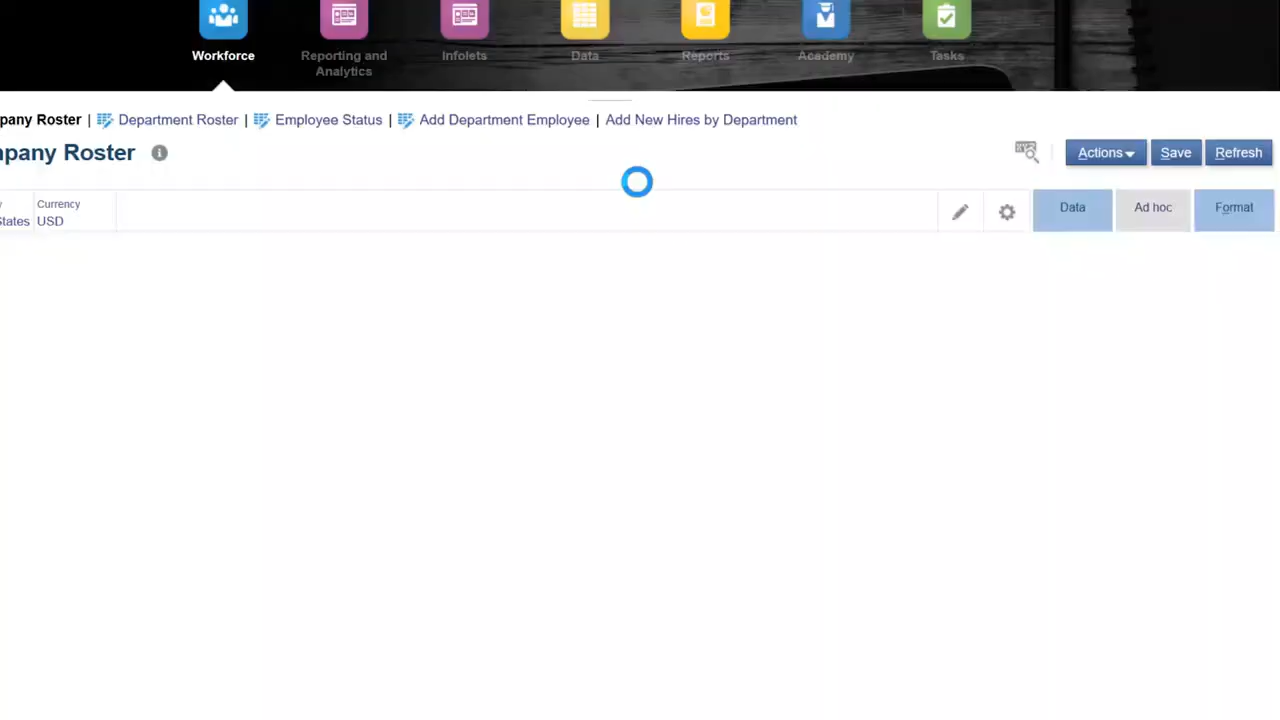 Workforce
Reporting and
Analytics
Infolets
Data
Reports
Academy
Tasks
pany Roster | Department Roster | Employee Status | Add Department Employee | Add New Hires by Department
mpany Roster
Actions Save Refresh
Currency
States USD
Data Ad hoc Format